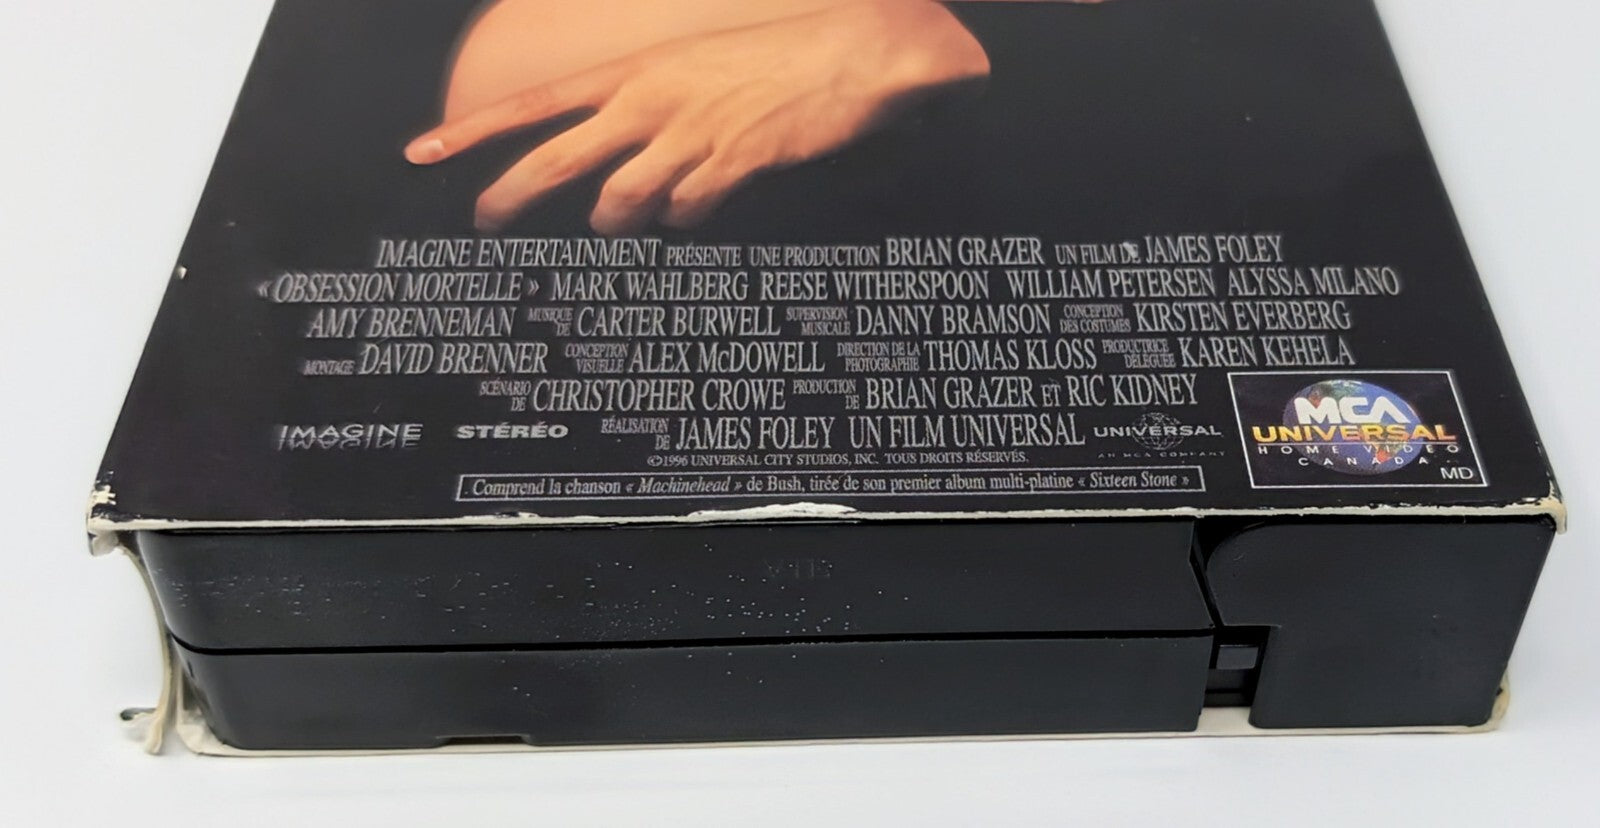 IMAGINE ENTERTAINMENT PRÉSENTE UNE PRODUCTION BRIAN GRAZER UN FILM DE JAMES FOLEY
« OBSESSION MORTELLE » MARK WAHLBERG REESE WITHERSPOON WILLIAM PETERSEN ALYSSA MILANO
AMY BRENNEMAN MUSIQUE DE CARTER BURWELL SUPERVISION MUSICALE DANNY BRAMSON CONCEPTION DES COSTUMES KIRSTEN EVERBERG
MONTAGE DAVID BRENNER CONCEPTION VISUELLE ALEX McDOWELL DIRECTION DE LA PHOTOGRAPHIE THOMAS KLOSS PRODUCTRICE DÉLÉGUÉE KAREN KEHELA
SCÉNARIO DE CHRISTOPHER CROWE PRODUCTION DE BRIAN GRAZER ET RIC KIDNEY
IMAGINE STÉRÉO RÉALISATION DE JAMES FOLEY UN FILM UNIVERSAL UNIVERSAL
AN MCA COMPANY
©1996 UNIVERSAL CITY STUDIOS, INC. TOUS DROITS RÉSERVÉS.
Comprend la chanson « Machinehead » de Bush, tirée de son premier album multi-platine « Sixteen Stone »
MCA
UNIVERSAL
HOME VIDEO
CANADA
MD